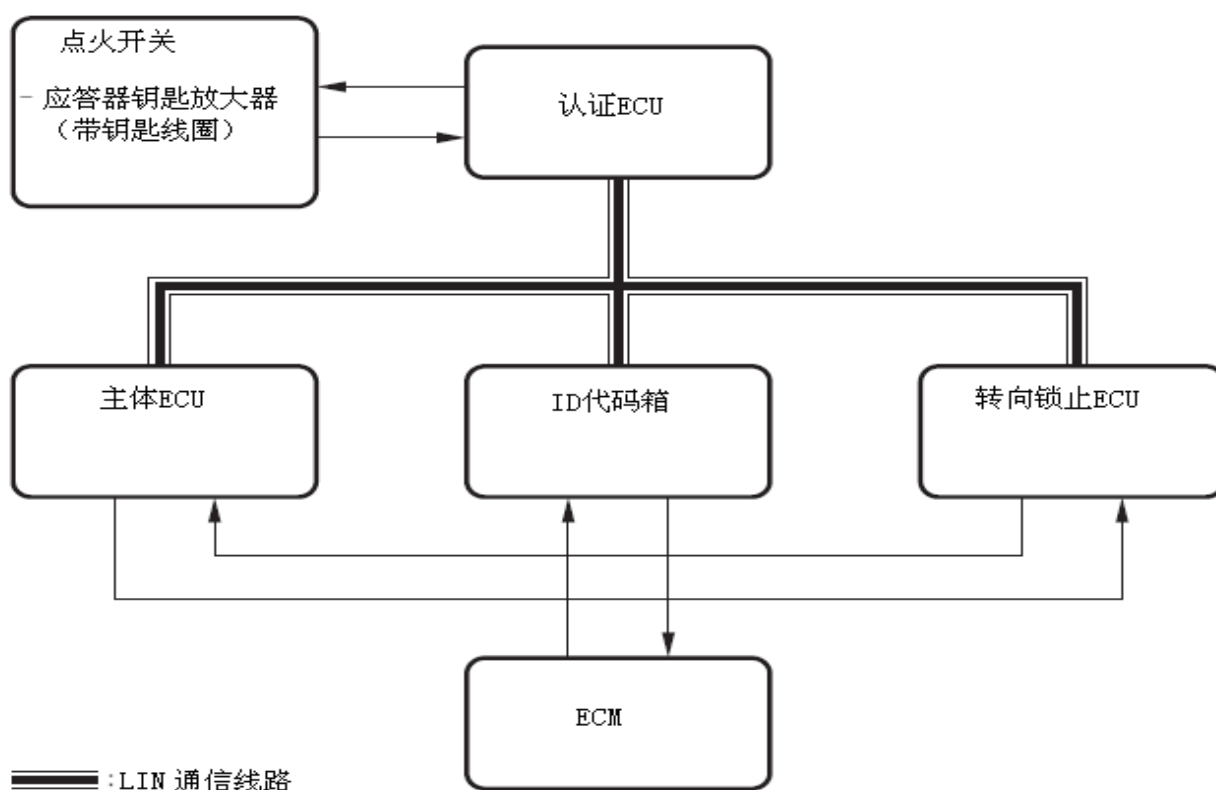 点火开关
- 应答器钥匙放大器
（带钥匙线圈）
认证ECU
主体ECU
ID代码箱
转向锁止ECU
ECM
:LIN 通信线路